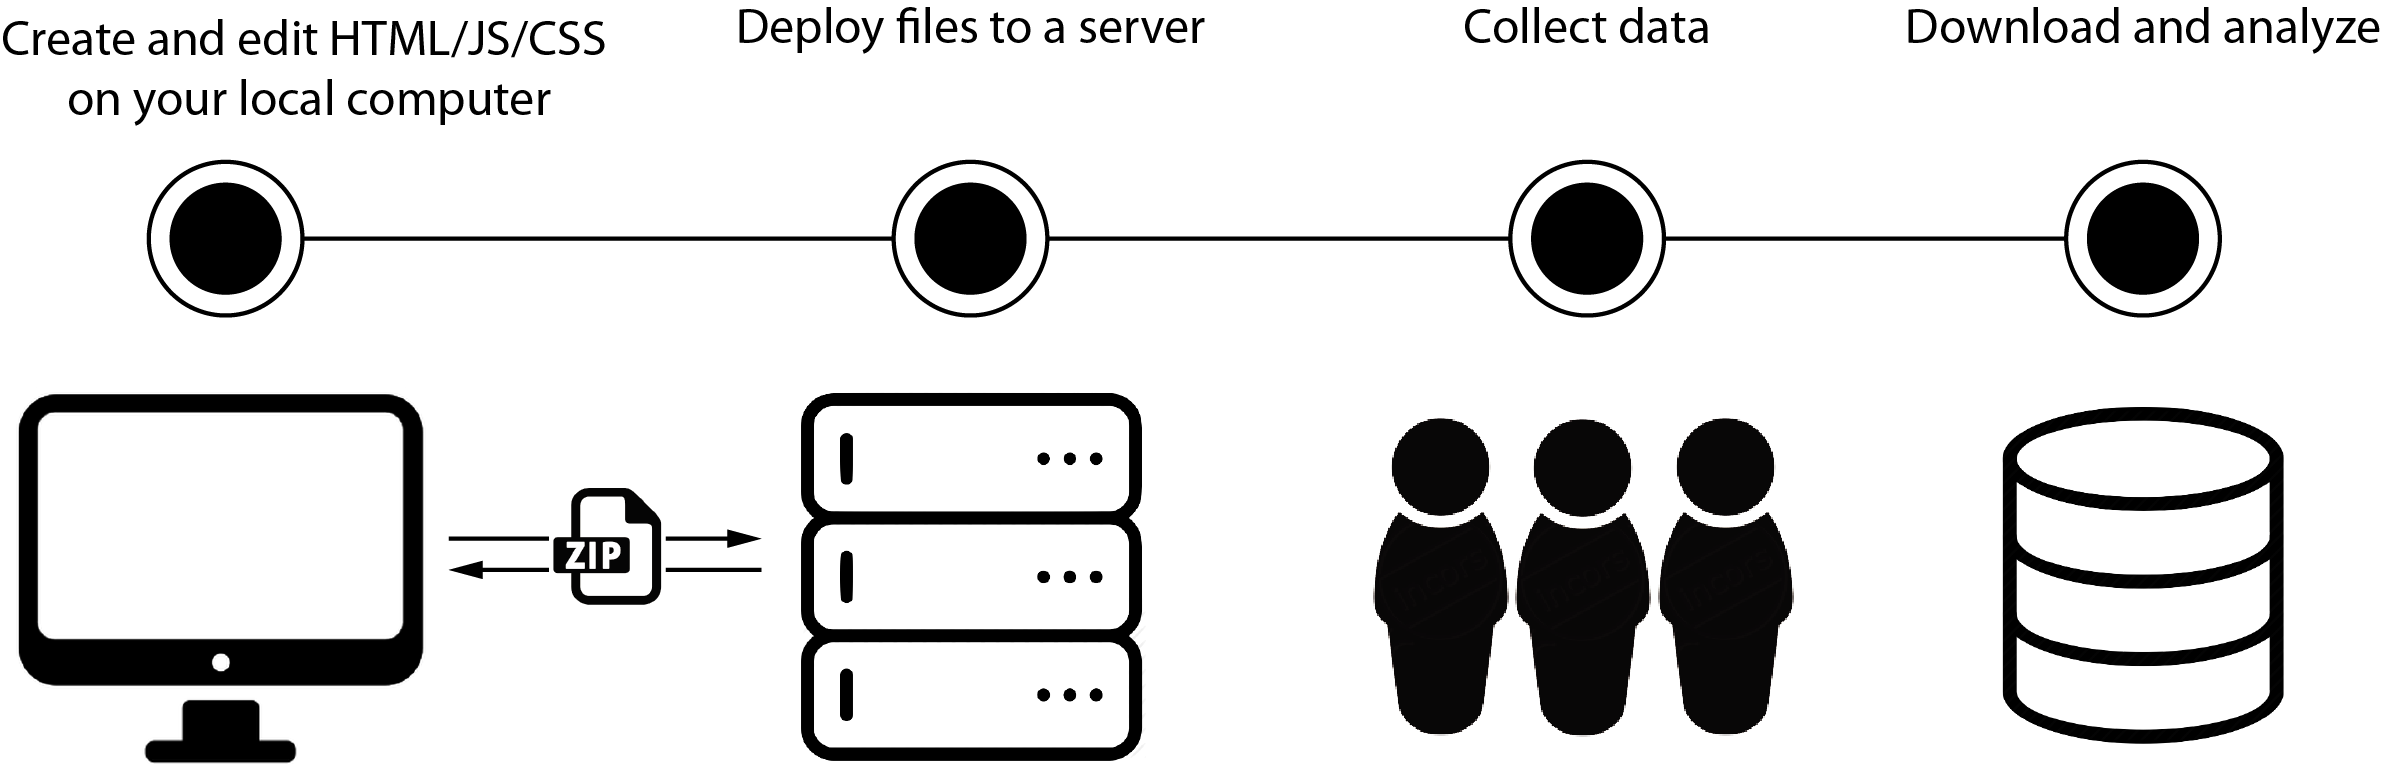 Create and edit HTML/JS/CSS
on your local computer
Deploy files to a server
Collect data
Download and analyze
ZIP